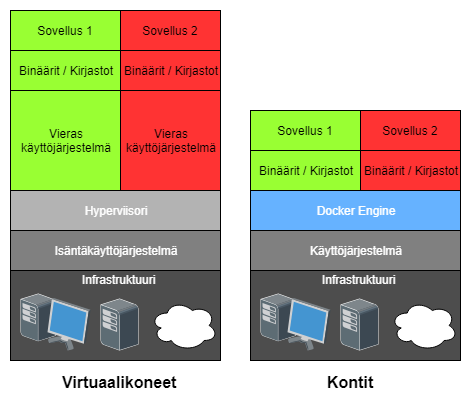 Sovellus 1
Sovellus 2
Binäärit / Kirjastot
Binäärit / Kirjastot
Vieras
käyttöjärjestelmä
Vieras
käyttöjärjestelmä
Hyperviisori
Isäntäkäyttöjärjestelmä
Infrastruktuuri
Virtuaalikoneet
Sovellus 1
Sovellus 2
Binäärit / Kirjastot
Binäärit / Kirjastot
Docker Engine
Käyttöjärjestelmä
Infrastruktuuri
Kontit